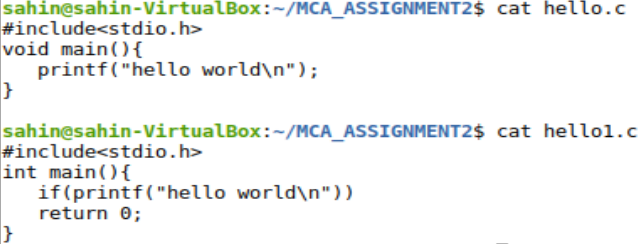 sahin@sahin-VirtualBox:~/MCA_ASSIGNMENT2$ cat hello.c
#include<stdio.h>
void main(){
   printf("hello world\n");
}

sahin@sahin-VirtualBox:~/MCA_ASSIGNMENT2$ cat hello1.c
#include<stdio.h>
int main(){
   if(printf("hello world\n"))
   return 0;
}